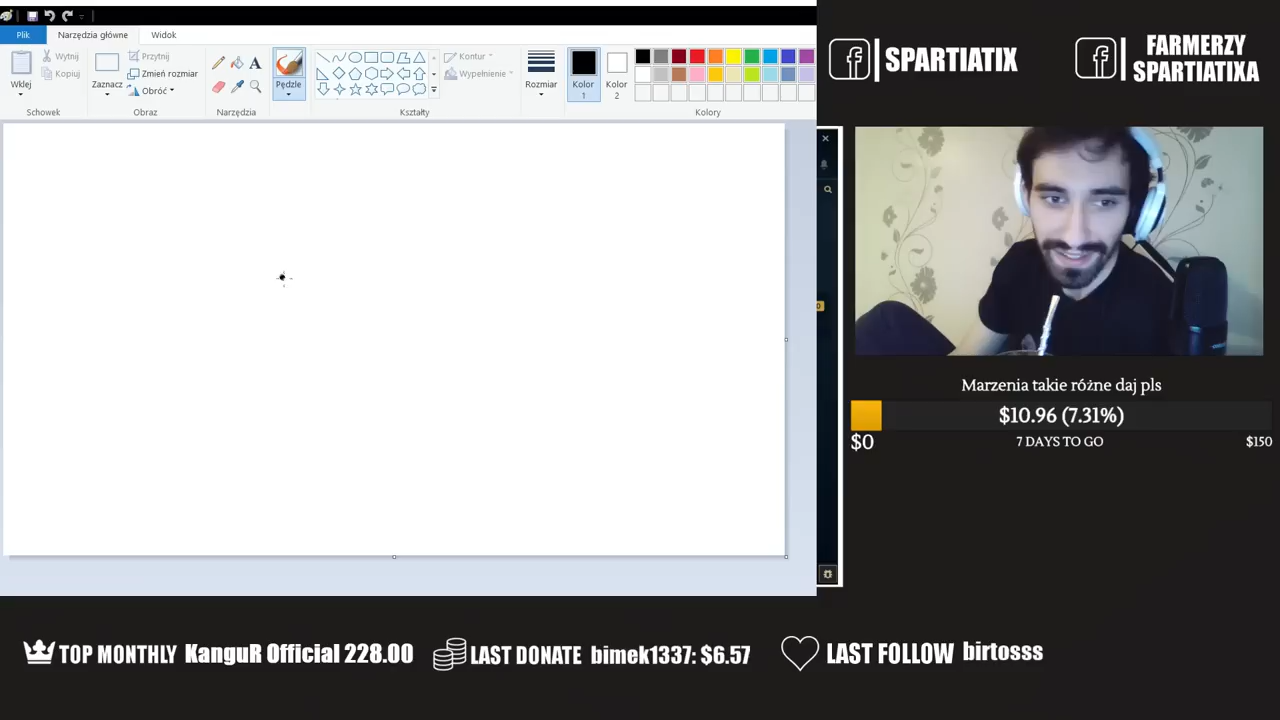 Plik
Narzędzia główne
Widok
Wklej
Wytnij
Kopiuj
Schowek
Zaznacz
Przytnij
Zmień rozmiar
Obróć
Obraz
A
Narzędzia
Pędzle
Kontur
Wypełnienie
Kształty
Rozmiar
Kolor 1
Kolor 2
Kolory
SPARTIATIX
FARMERZY
SPARTIATIXA
Marzenia takie różne daj pls
$10.96 (7.31%)
$0
7 DAYS TO GO
$150
TOP MONTHLY KanguR Official 228.00
LAST DONATE bimek1337: $6.57
LAST FOLLOW birtosss